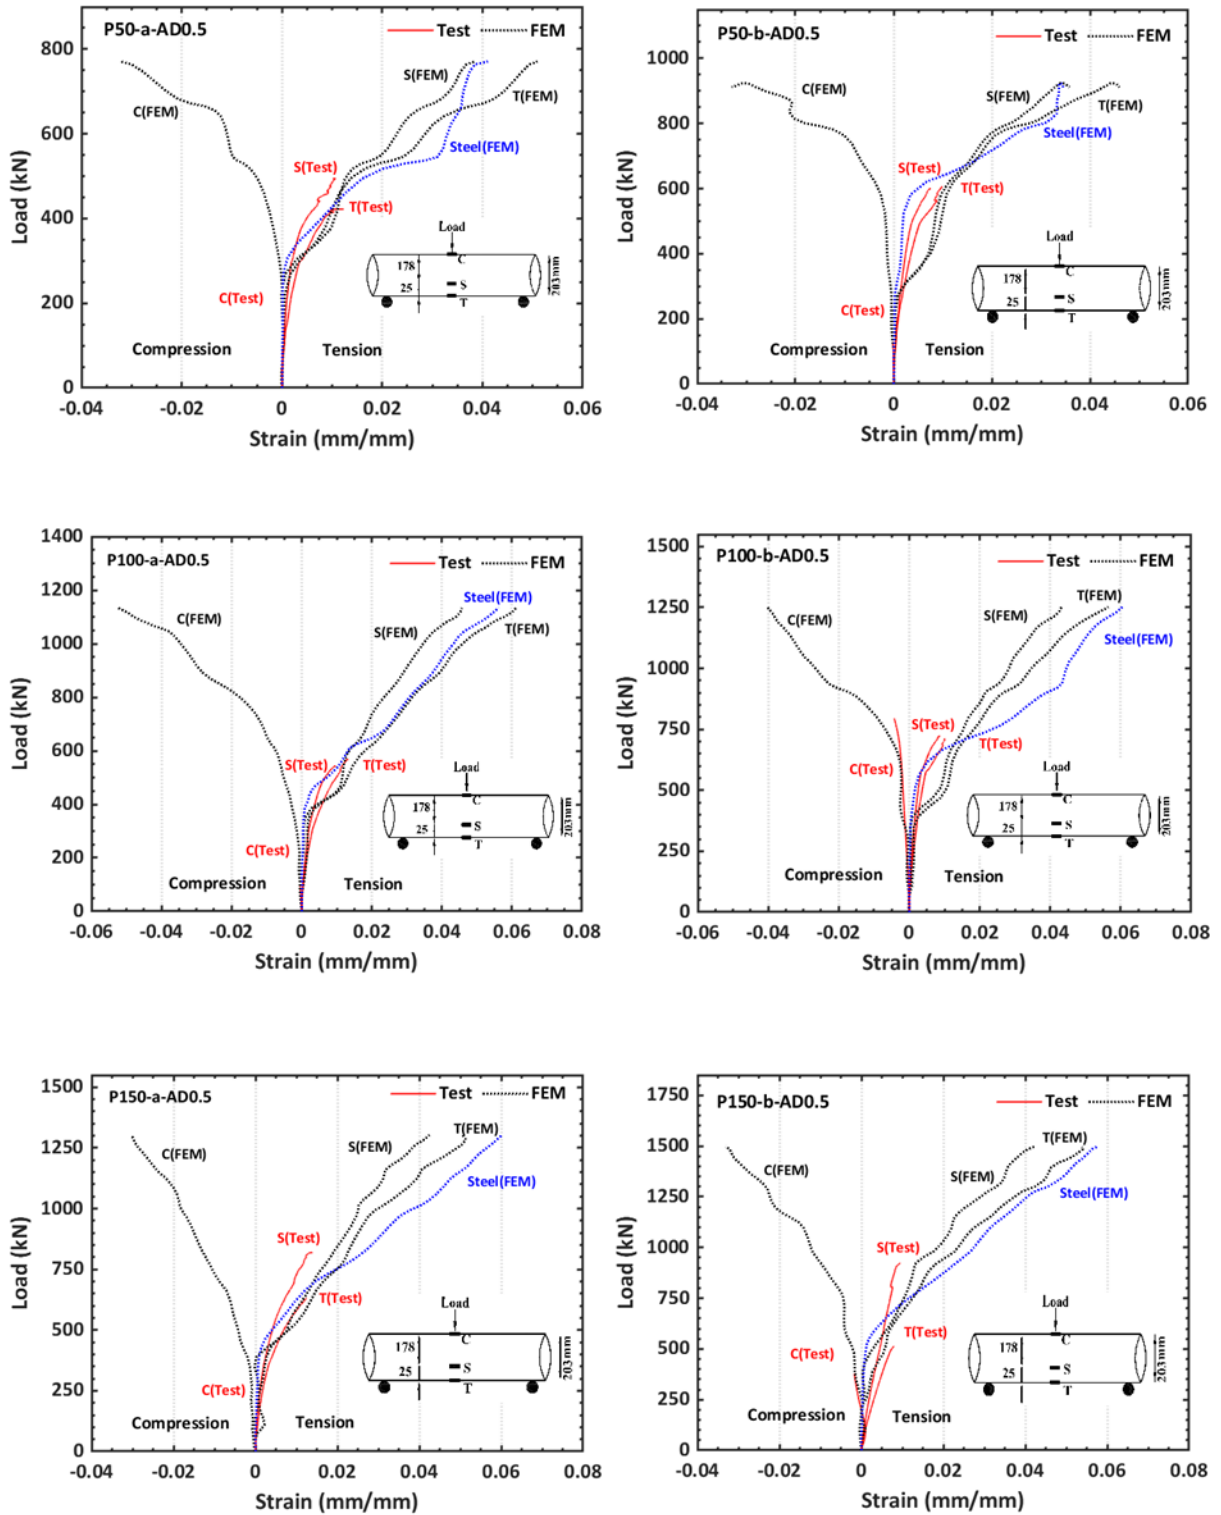 P50-a-AD0.5
Test
FEM
800
600
400
200
0
Load (kN)
C(FEM)
S(FEM)
T(FEM)
Steel(FEM)
S(Test)
T(Test)
C(Test)
Load
C
178
25
S
T
203mm
Compression
Tension
-0.04 -0.02 0 0.02 0.04 0.06
Strain (mm/mm)
P50-b-AD0.5
Test
FEM
1000
800
600
400
200
0
Load (kN)
C(FEM)
S(FEM)
T(FEM)
Steel(FEM)
S(Test)
T(Test)
C(Test)
Load
C
178
25
S
T
203mm
Compression
Tension
-0.04 -0.02 0 0.02 0.04 0.06
Strain (mm/mm)
P100-a-AD0.5
Test
FEM
1400
1200
1000
800
600
400
200
0
Load (kN)
C(FEM)
Steel(FEM)
S(FEM)
T(FEM)
S(Test)
T(Test)
C(Test)
Load
C
178
25
S
T
203mm
Compression
Tension
-0.06 -0.04 -0.02 0 0.02 0.04 0.06 0.08
Strain (mm/mm)
P100-b-AD0.5
Test
FEM
1500
1250
1000
750
500
250
0
Load (kN)
C(FEM)
S(FEM)
T(FEM)
Steel(FEM)
S(Test)
T(Test)
C(Test)
Load
C
178
25
S
T
203mm
Compression
Tension
-0.06 -0.04 -0.02 0 0.02 0.04 0.06 0.08
Strain (mm/mm)
P150-a-AD0.5
Test
FEM
1500
1250
1000
750
500
250
0
Load (kN)
C(FEM)
S(FEM)
T(FEM)
Steel(FEM)
S(Test)
T(Test)
C(Test)
Load
C
178
25
S
T
203mm
Compression
Tension
-0.04 -0.02 0 0.02 0.04 0.06 0.08
Strain (mm/mm)
P150-b-AD0.5
Test
FEM
1750
1500
1250
1000
750
500
250
0
Load (kN)
C(FEM)
S(FEM)
T(FEM)
Steel(FEM)
S(Test)
T(Test)
C(Test)
Load
C
178
25
S
T
203mm
Compression
Tension
-0.04 -0.02 0 0.02 0.04 0.06 0.08
Strain (mm/mm)